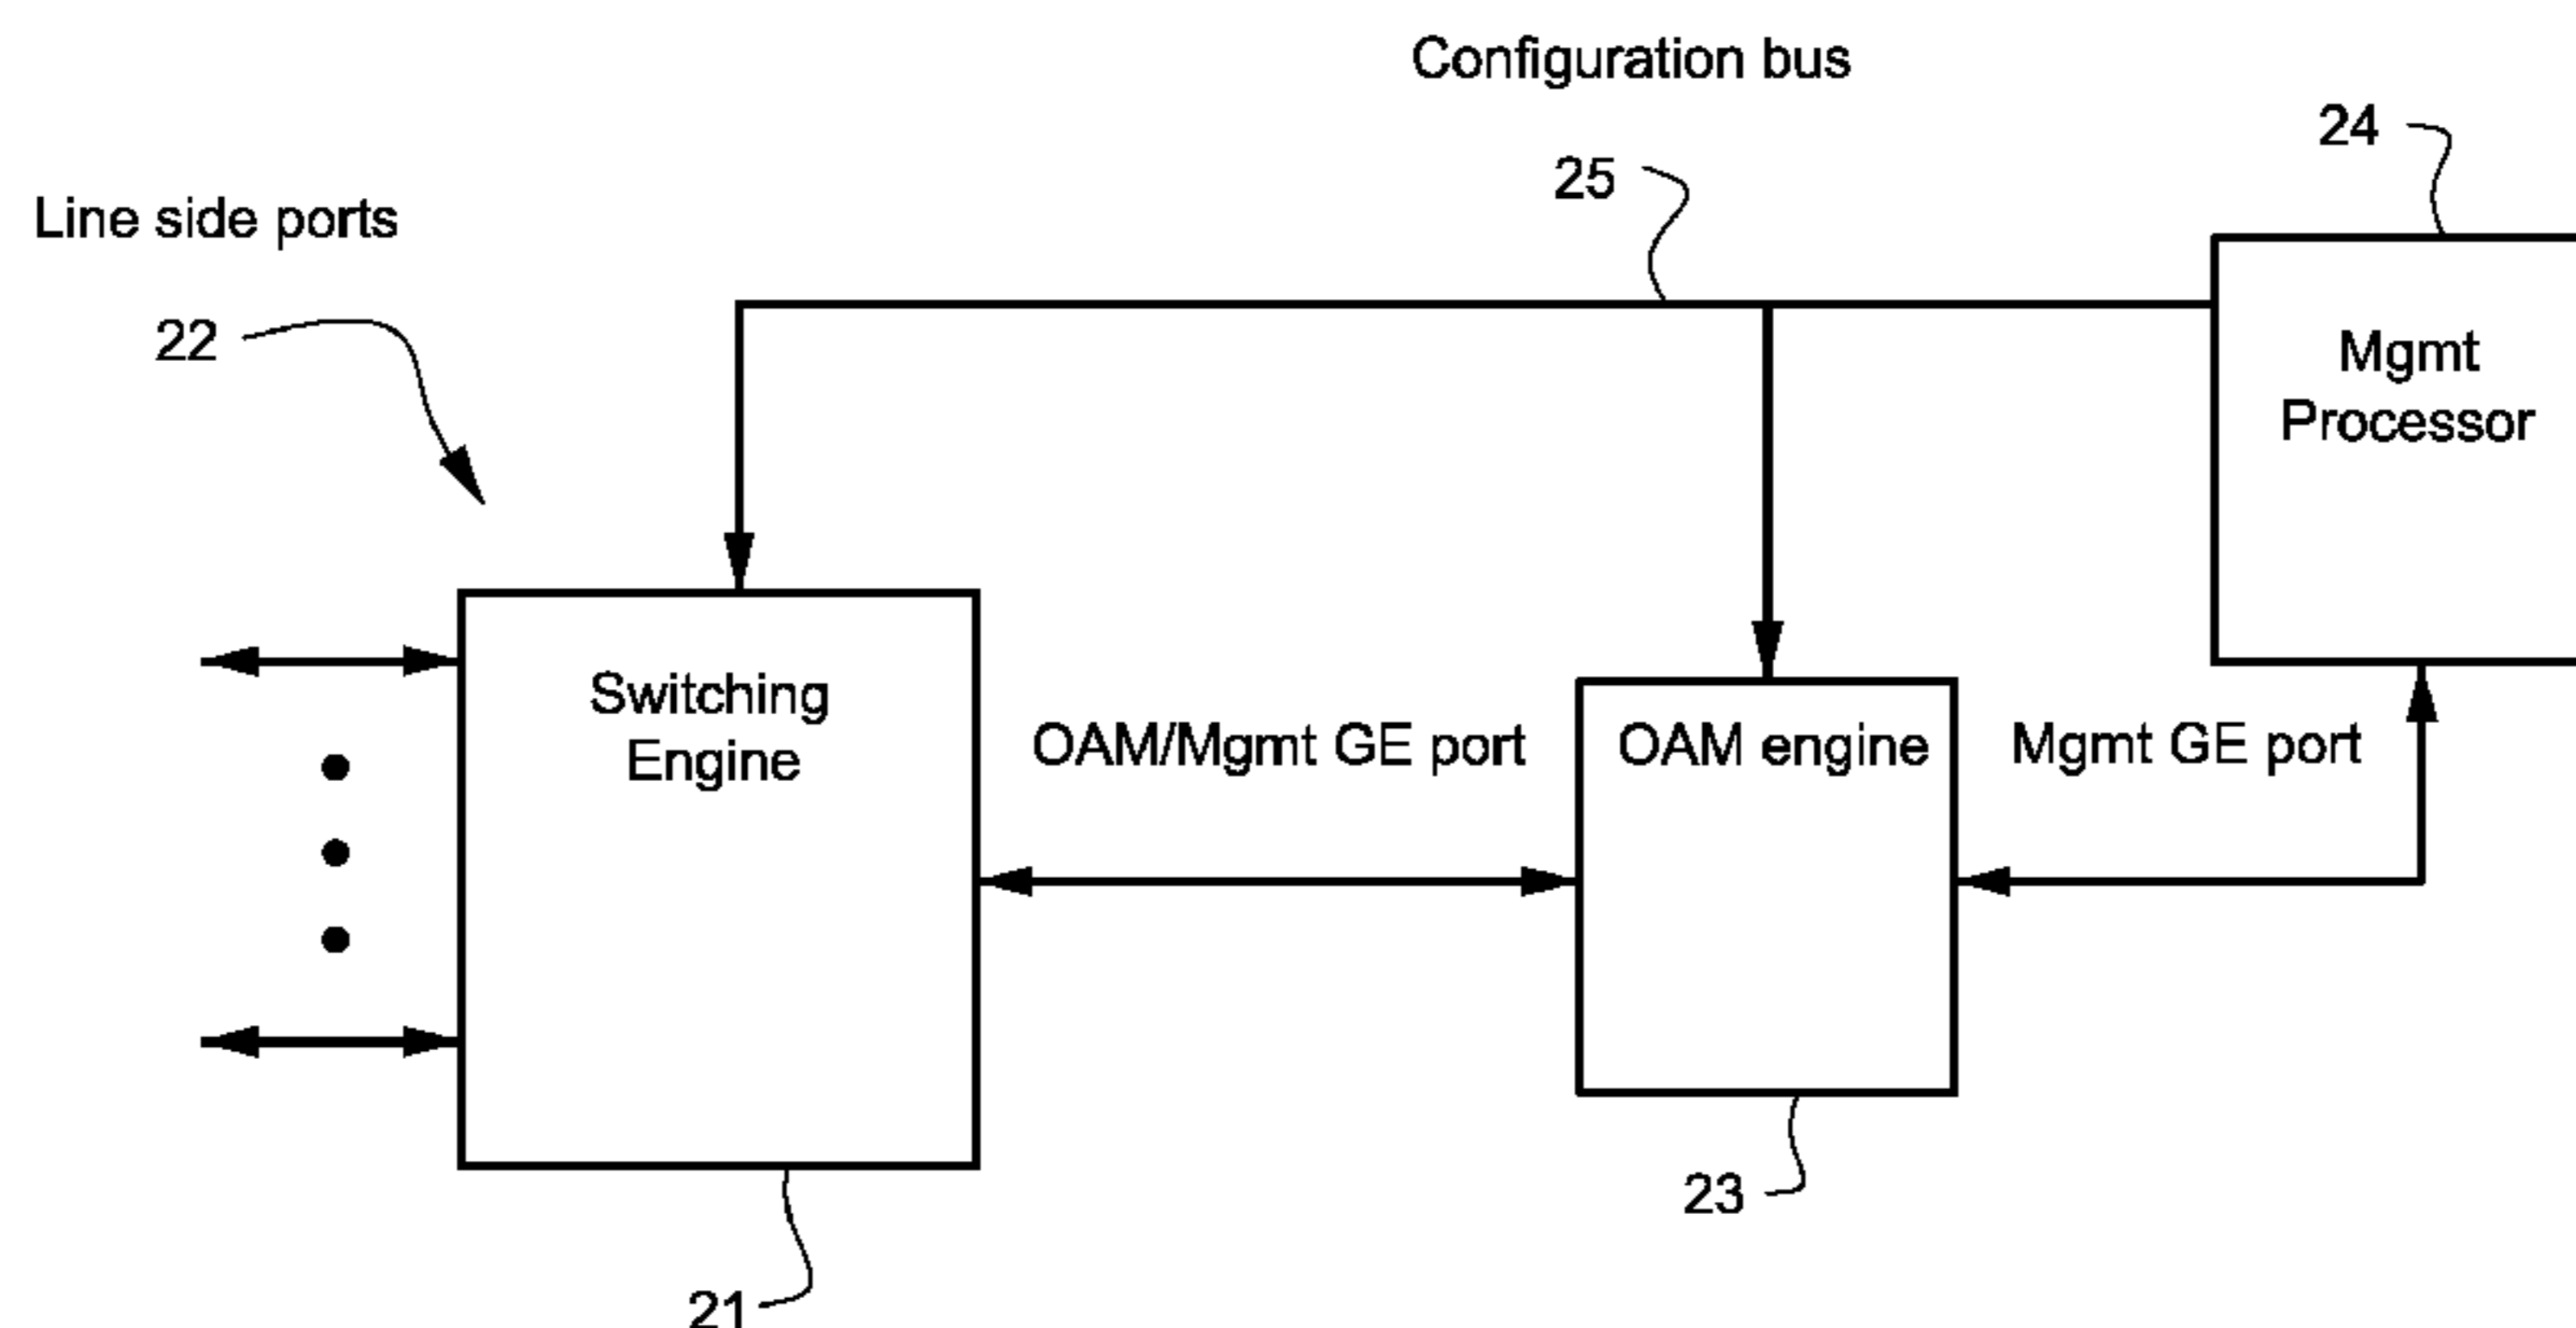 Configuration bus
24
25
Line side ports
22
Mgmt
Processor
Switching
Engine
OAM/Mgmt GE port
OAM engine
Mgmt GE port
23
21